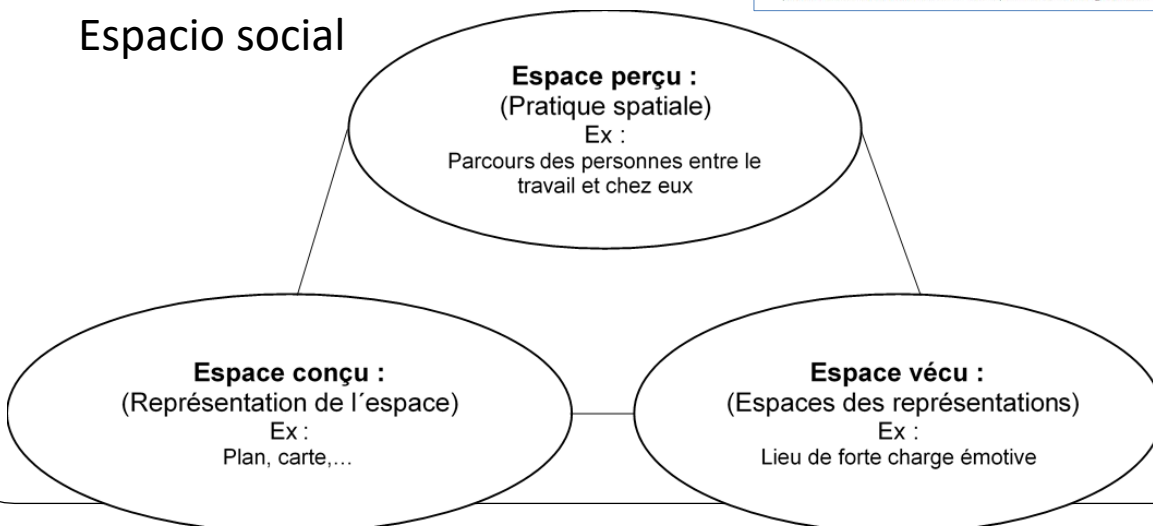 Espacio social
Espace perçu :
(Pratique spatiale)
Ex :
Parcours des personnes entre le
travail et chez eux
Espace conçu :
(Représentation de l´espace)
Ex :
Plan, carte,…
Espace vécu :
(Espaces des représentations)
Ex :
Lieu de forte charge émotive